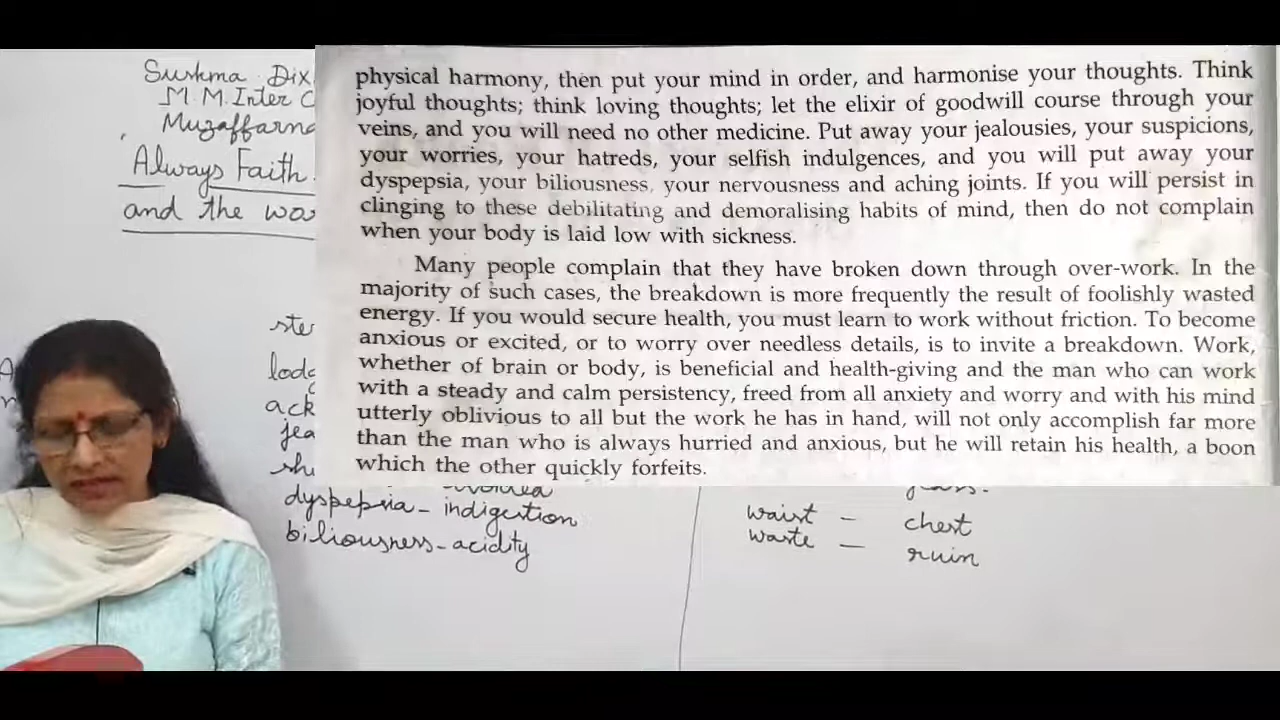 Suskma Dix
M.M. Inter C
Muzaffarna
Always Faith
and the wa
physical harmony, then put your mind in order, and harmonise your thoughts. Think
joyful thoughts; think loving thoughts; let the elixir of goodwill course through your
veins, and you will need no other medicine. Put away your jealousies, your suspicions,
your worries, your hatreds, your selfish indulgences, and you will put away your
dyspepsia, your biliousness, your nervousness and aching joints. If you will persist in
clinging to these debilitating and demoralising habits of mind, then do not complain
when your body is laid low with sickness.
Many people complain that they have broken down through over-work. In the
majority of such cases, the breakdown is more frequently the result of foolishly wasted
energy. If you would secure health, you must learn to work without friction. To become
anxious or excited, or to worry over needless details, is to invite a breakdown. Work,
whether of brain or body, is beneficial and health-giving and the man who can work
with a steady and calm persistency, freed from all anxiety and worry and with his mind
utterly oblivious to all but the work he has in hand, will not only accomplish far more
than the man who is always hurried and anxious, but he will retain his health, a boon
which the other quickly forfeits.
ste
lodg
ack
jea
sh
dyspepsia - indigestion
biliousness - acidity
waist - chest
waste - ruin